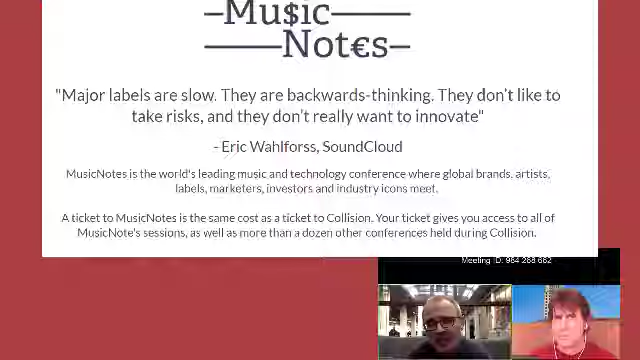 Mu$ic
Not€s
"Major labels are slow. They are backwards-thinking. They don't like to
take risks, and they don't really want to innovate"
- Eric Wahlforss, SoundCloud
MusicNotes is the world's leading music and technology conference where global brands, artists,
labels, marketers, investors and industry icons meet.
A ticket to MusicNotes is the same cost as a ticket to Collision. Your ticket gives you access to all of
MusicNote's sessions, as well as more than a dozen other conferences held during Collision.
Meeting ID: 984 268 662